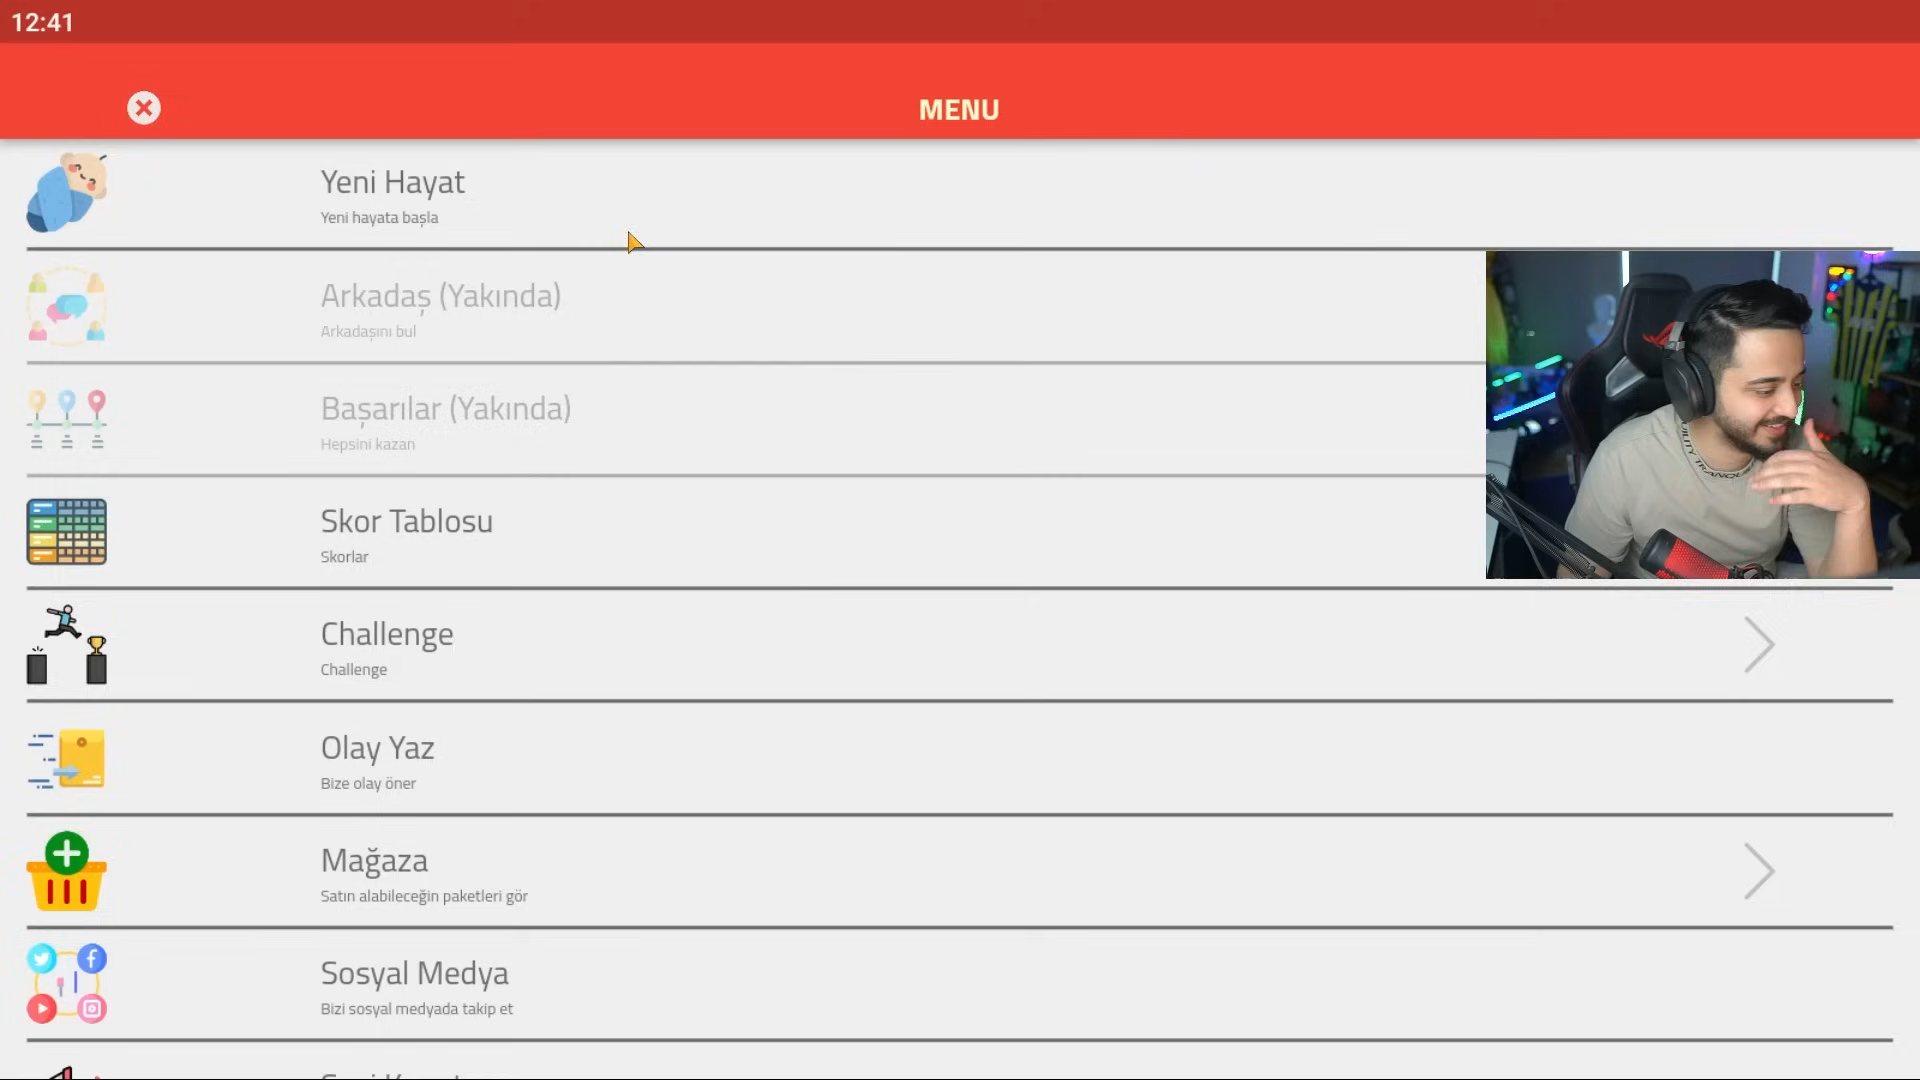 12:41
MENU
Yeni Hayat
Yeni hayata başla
Arkadaş (Yakında)
Arkadaşını bul
Başarılar (Yakında)
Hepsini kazan
Skor Tablosu
Skorlar
Challenge
Challenge
Olay Yaz
Bize olay öner
Mağaza
Satın alabileceğin paketleri gör
Sosyal Medya
Bizi sosyal medyada takip et